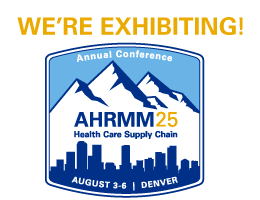 WE'RE EXHIBITING!
Annual Conference
AHRMM25
Health Care Supply Chain
AUGUST 3-6 | DENVER